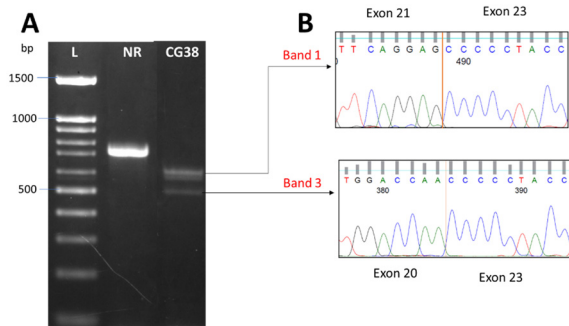 A
B
bp
L
NR
CG38
1500
1000
500
Band 1
Band 3
Exon 21
Exon 23
T T C A G G A G C C C C C T A C C
490
T G G A C C A A C C C C C T A C C
380
390
Exon 20
Exon 23